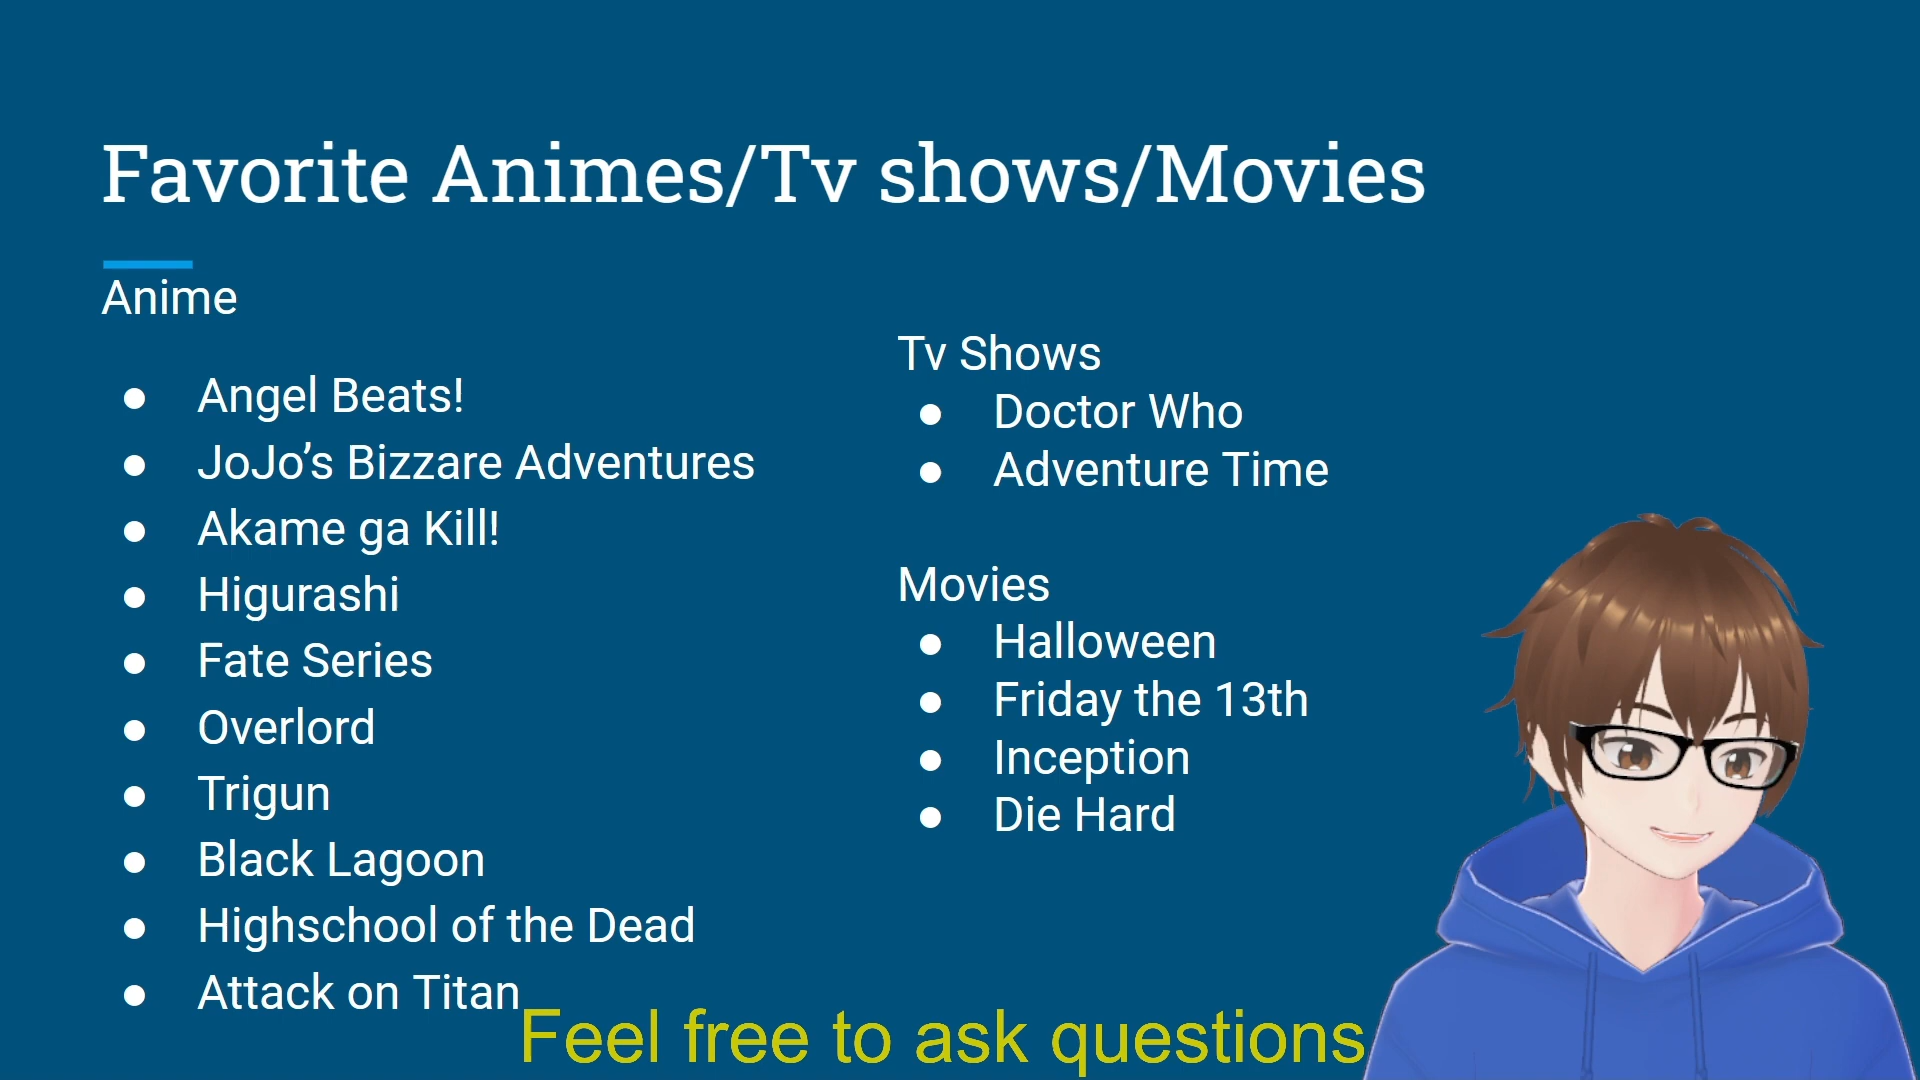 Favorite Animes/Tv shows/Movies
Anime
● Angel Beats!
● JoJo’s Bizzare Adventures
● Akame ga Kill!
● Higurashi
● Fate Series
● Overlord
● Trigun
● Black Lagoon
● Highschool of the Dead
● Attack on Titan
Tv Shows
● Doctor Who
● Adventure Time
Movies
● Halloween
● Friday the 13th
● Inception
● Die Hard
Feel free to ask questions